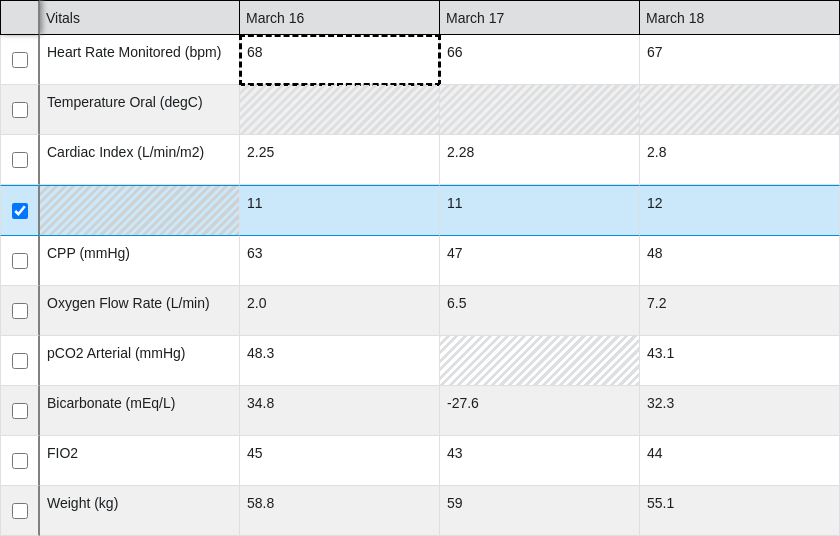 Vitals March 16 March 17 March 18
Heart Rate Monitored (bpm) 68 66 67
Temperature Oral (degC)
Cardiac Index (L/min/m2) 2.25 2.28 2.8
11 11 12
CPP (mmHg) 63 47 48
Oxygen Flow Rate (L/min) 2.0 6.5 7.2
pCO2 Arterial (mmHg) 48.3 43.1
Bicarbonate (mEq/L) 34.8 -27.6 32.3
FIO2 45 43 44
Weight (kg) 58.8 59 55.1